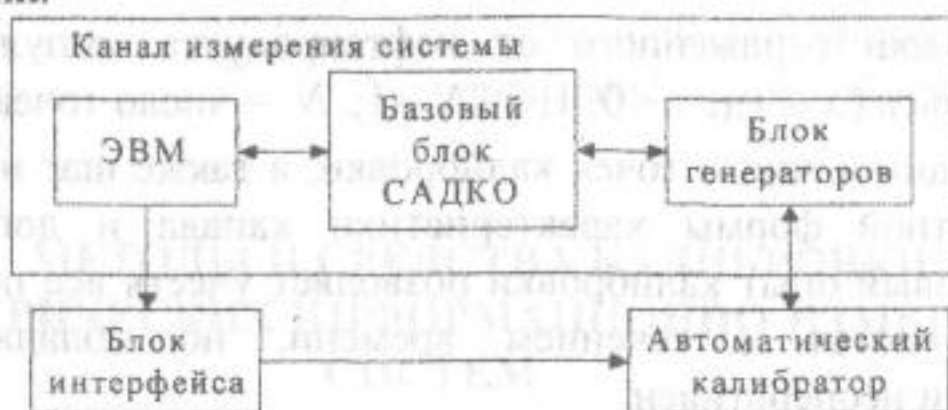 Канал измерения системы
ЭВМ
Базовый
блок
САДКО
Блок
генераторов
Блок
интерфейса
Автоматический
калибратор